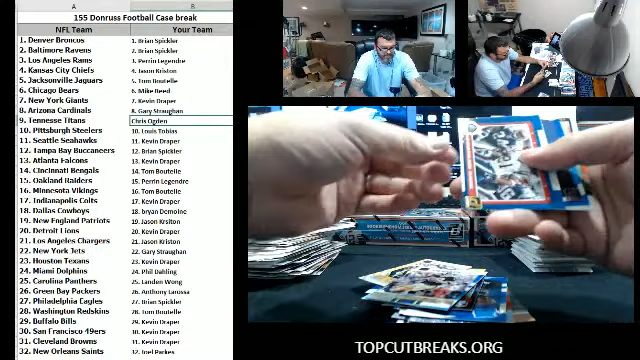 A B
155 Donruss Football Case break
NFL Team Your Team
1. Denver Broncos 1. Brian Spickler
2. Baltimore Ravens 2. Brian Spickler
3. Los Angeles Rams 3. Perrin Legendre
4. Kansas City Chiefs 4. Jason Kriston
5. Jacksonville Jaguars 5. Tom Boutelle
6. Chicago Bears 6. Mike Reed
7. New York Giants 7. Kevin Draper
8. Arizona Cardinals 8. Gary Straughan
9. Tennesse Titans Chris Ogden
10. Pittsburgh Steelers 10. Louis Tobias
11. Seattle Seahawks 11. Kevin Draper
12. Tampa Bay Buccaneers 12. Brian Spickler
13. Atlanta Falcons 13. Kevin Draper
14. Cincinnati Bengals 14. Tom Boutelle
15. Oakland Raiders 15. Perrin Legendre
16. Minnesota Vikings 16. Tom Boutelle
17. Indianapolis Colts 17. Kevin Draper
18. Dallas Cowboys 18. bryan Demoine
19. New England Patriots 19. Jason Kriston
20. Detroit Lions 20. Kevin Draper
21. Los Angeles Chargers 21. Jason Kriston
22. New York Jets 22. Gary Straughan
23. Houston Texans 23. Kevin Draper
24. Miami Dolphins 24. Phil Dahling
25. Carolina Panthers 25. Landen Wong
26. Green Bay Packers 26. Anthony Larossa
27. Philadelphia Eagles 27. Brian Spickler
28. Washington Redskins 28. Tom Boutelle
29. Buffalo Bills 29. Kevin Draper
30. San Francisco 49ers 30. Kevin Draper
31. Cleveland Browns 31. Kevin Draper
32. New Orleans Saints 32. Joel Parkes
TOPCUTBREAKS.ORG